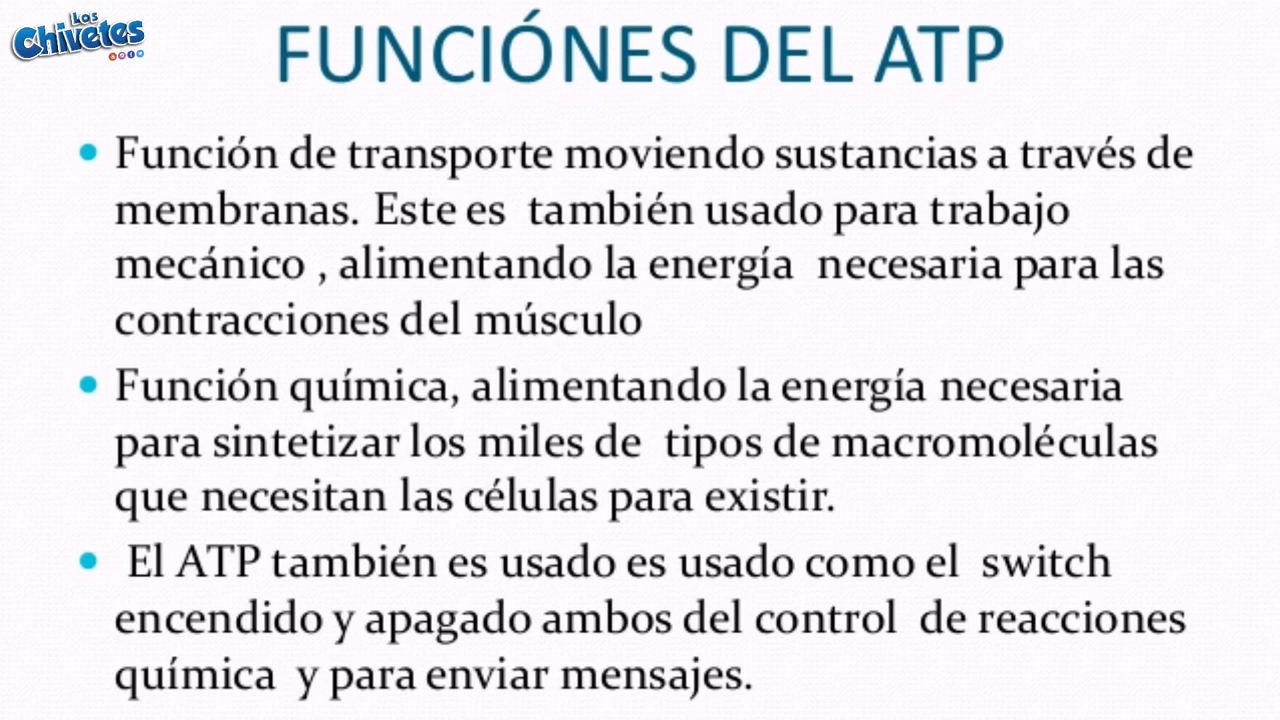 Los
Chivetes
FUNCIÓNES DEL ATP
• Función de transporte moviendo sustancias a través de
membranas. Este es también usado para trabajo
mecánico , alimentando la energía necesaria para las
contracciones del músculo
• Función química, alimentando la energía necesaria
para sintetizar los miles de tipos de macromoléculas
que necesitan las células para existir.
• El ATP también es usado es usado como el switch
encendido y apagado ambos del control de reacciones
química y para enviar mensajes.